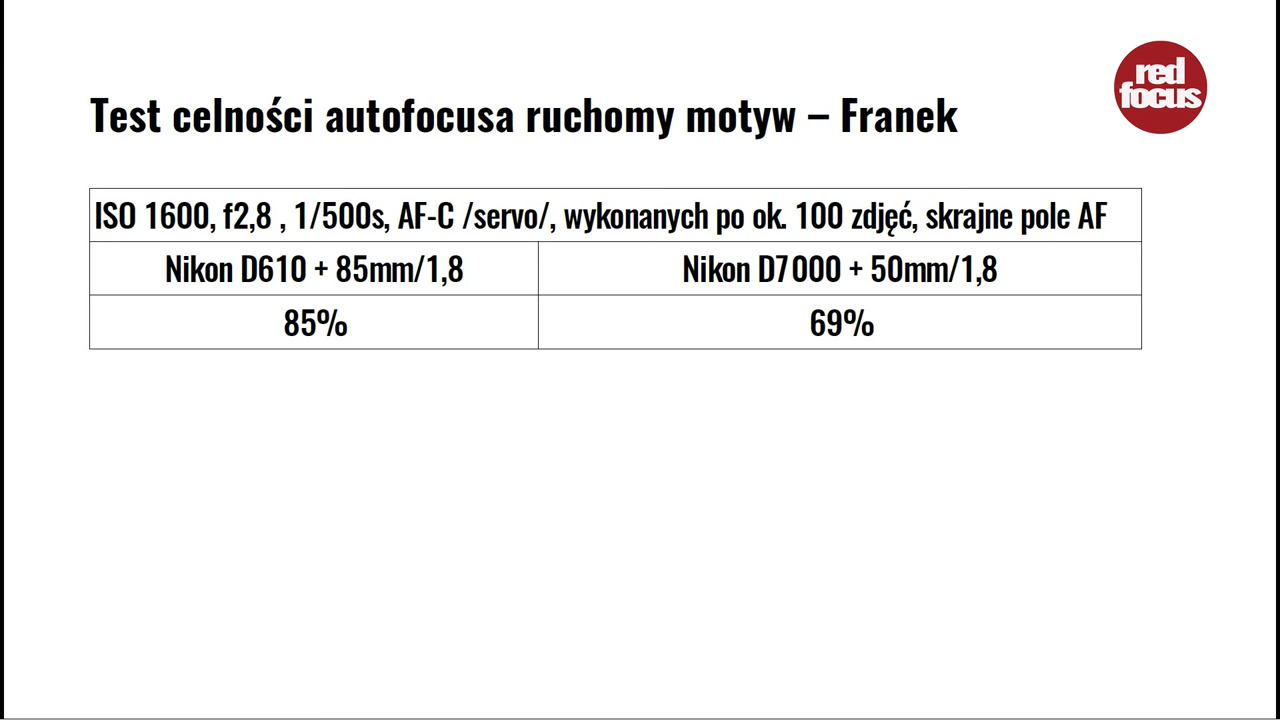 red
focus
Test celności autofocusa ruchomy motyw – Franek
ISO 1600, f2,8 , 1/500s, AF-C /servo/, wykonanych po ok. 100 zdjęć, skrajne pole AF
Nikon D610 + 85mm/1,8
Nikon D7000 + 50mm/1,8
85%
69%